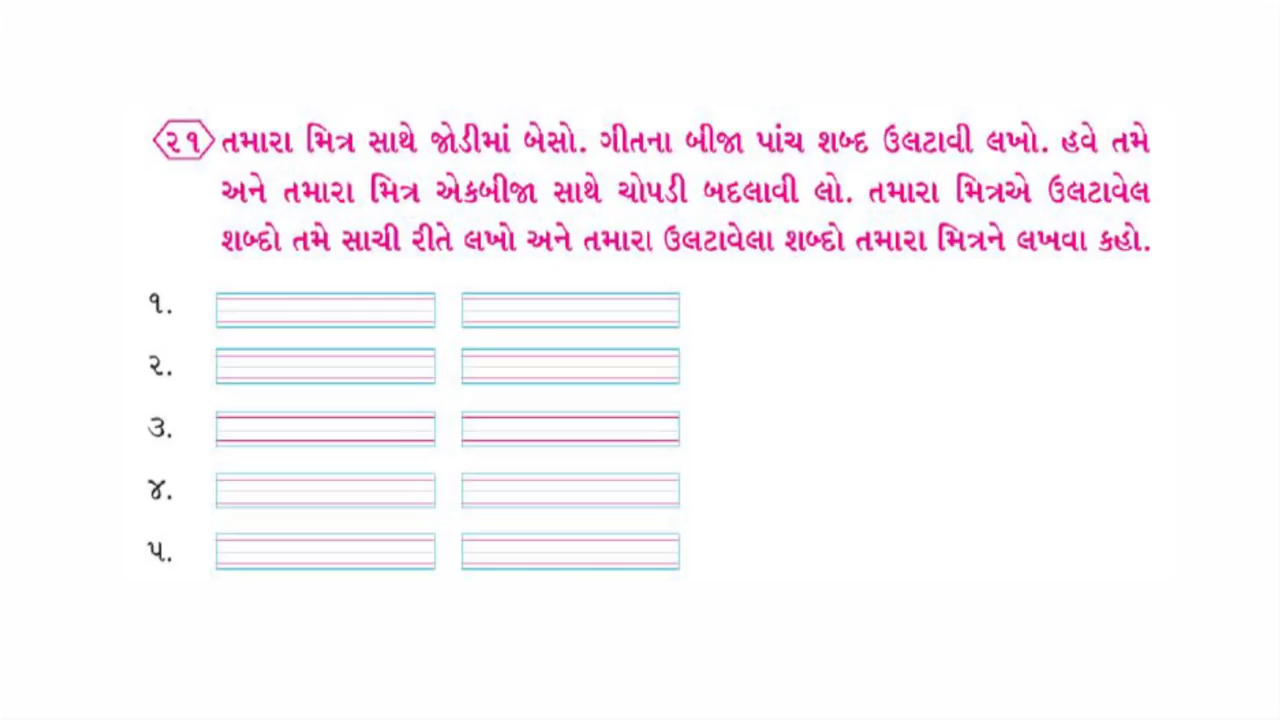 ૨૧ તમારા મિત્ર સાથે જોડીમાં બેસો. ગીતના બીજા પાંચ શબ્દ ઉલટાવી લખો. હવે તમે
અને તમારા મિત્ર એકબીજા સાથે ચોપડી બદલાવી લો. તમારા મિત્રએ ઉલટાવેલ
શબ્દો તમે સાચી રીતે લખો અને તમારા ઉલટાવેલા શબ્દો તમારા મિત્રને લખવા કહો.
૧.
૨.
૩.
૪.
૫.